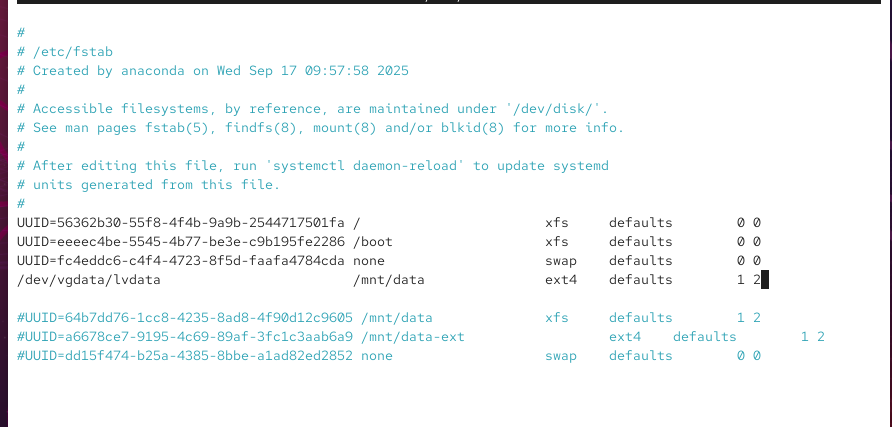 #
# /etc/fstab
# Created by anaconda on Wed Sep 17 09:57:58 2025
#
# Accessible filesystems, by reference, are maintained under '/dev/disk/'.
# See man pages fstab(5), findfs(8), mount(8) and/or blkid(8) for more info.
#
# After editing this file, run 'systemctl daemon-reload' to update systemd
# units generated from this file.
#
UUID=56362b30-55f8-4f4b-9a9b-2544717501fa /                       xfs     defaults        0 0
UUID=eeeec4be-5545-4b77-be3e-c9b195fe2286 /boot                   xfs     defaults        0 0
UUID=fc4eddc6-c4f4-4723-8f5d-faafa4784cda none                    swap    defaults        0 0
/dev/vgdata/lvdata                        /mnt/data               ext4    defaults        1 2
#UUID=64b7dd76-1cc8-4235-8ad8-4f90d12c9605 /mnt/data              xfs     defaults        1 2
#UUID=a6678ce7-9195-4c69-89af-3fc1c3aab6a9 /mnt/data-ext                  ext4    defaults        1 2
#UUID=dd15f474-b25a-4385-8bbe-a1ad82ed2852 none                   swap    defaults        0 0